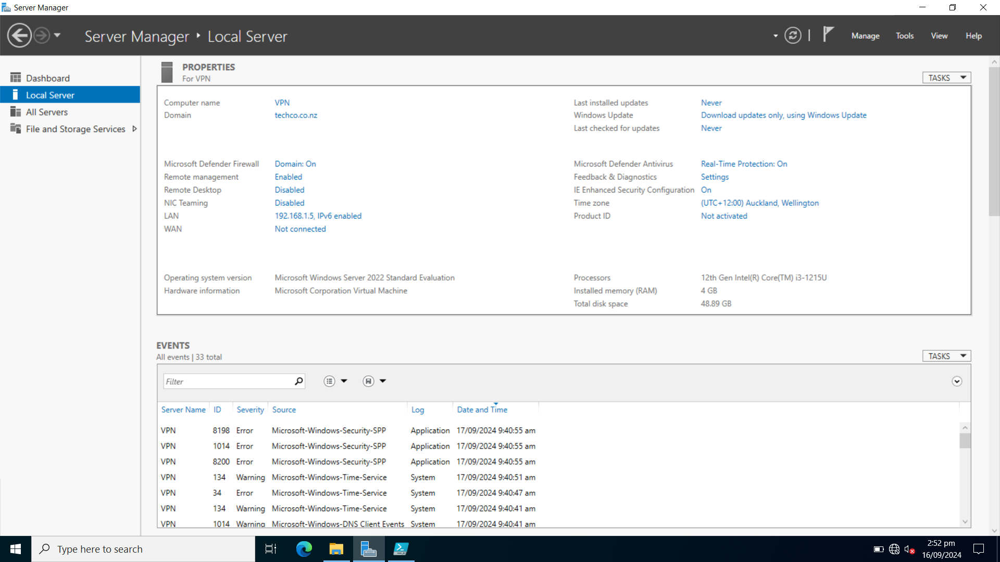 Server Manager
Server Manager ‣ Local Server
Manage Tools View Help
Dashboard
Local Server
All Servers
File and Storage Services
PROPERTIES
For VPN
TASKS
Computer name VPN
Domain techco.co.nz
Last installed updates Never
Windows Update Download updates only, using Windows Update
Last checked for updates Never
Microsoft Defender Firewall Domain: On
Remote management Enabled
Remote Desktop Disabled
NIC Teaming Disabled
LAN 192.168.1.5, IPv6 enabled
WAN Not connected
Microsoft Defender Antivirus Real-Time Protection: On
Feedback & Diagnostics Settings
IE Enhanced Security Configuration On
Time zone (UTC+12:00) Auckland, Wellington
Product ID Not activated
Operating system version Microsoft Windows Server 2022 Standard Evaluation
Hardware information Microsoft Corporation Virtual Machine
Processors 12th Gen Intel(R) Core(TM) i3-1215U
Installed memory (RAM) 4 GB
Total disk space 48.89 GB
EVENTS
All events | 33 total
TASKS
Filter
Server Name ID Severity Source Log Date and Time
VPN 8198 Error Microsoft-Windows-Security-SPP Application 17/09/2024 9:40:55 am
VPN 1014 Error Microsoft-Windows-Security-SPP Application 17/09/2024 9:40:55 am
VPN 8200 Error Microsoft-Windows-Security-SPP Application 17/09/2024 9:40:55 am
VPN 134 Warning Microsoft-Windows-Time-Service System 17/09/2024 9:40:51 am
VPN 34 Error Microsoft-Windows-Time-Service System 17/09/2024 9:40:47 am
VPN 134 Warning Microsoft-Windows-Time-Service System 17/09/2024 9:40:41 am
VPN 1014 Warning Microsoft-Windows-DNS Client Events System 17/09/2024 9:40:41 am
Type here to search
2:52 pm
16/09/2024